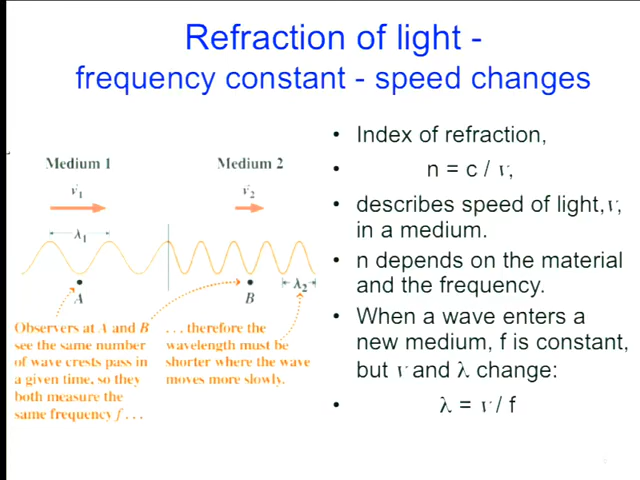 Refraction of light -
frequency constant - speed changes
Medium 1
Medium 2
v1
v2
λ1
λ2
A
B
Observers at A and B
see the same number
of wave crests pass in
a given time, so they
both measure the
same frequency f . . .
. . . therefore the
wavelength must be
shorter where the wave
moves more slowly.
• Index of refraction,
• n = c / v,
• describes speed of light, v,
in a medium.
• n depends on the material
and the frequency.
• When a wave enters a
new medium, f is constant,
but v and λ change:
• λ = v / f